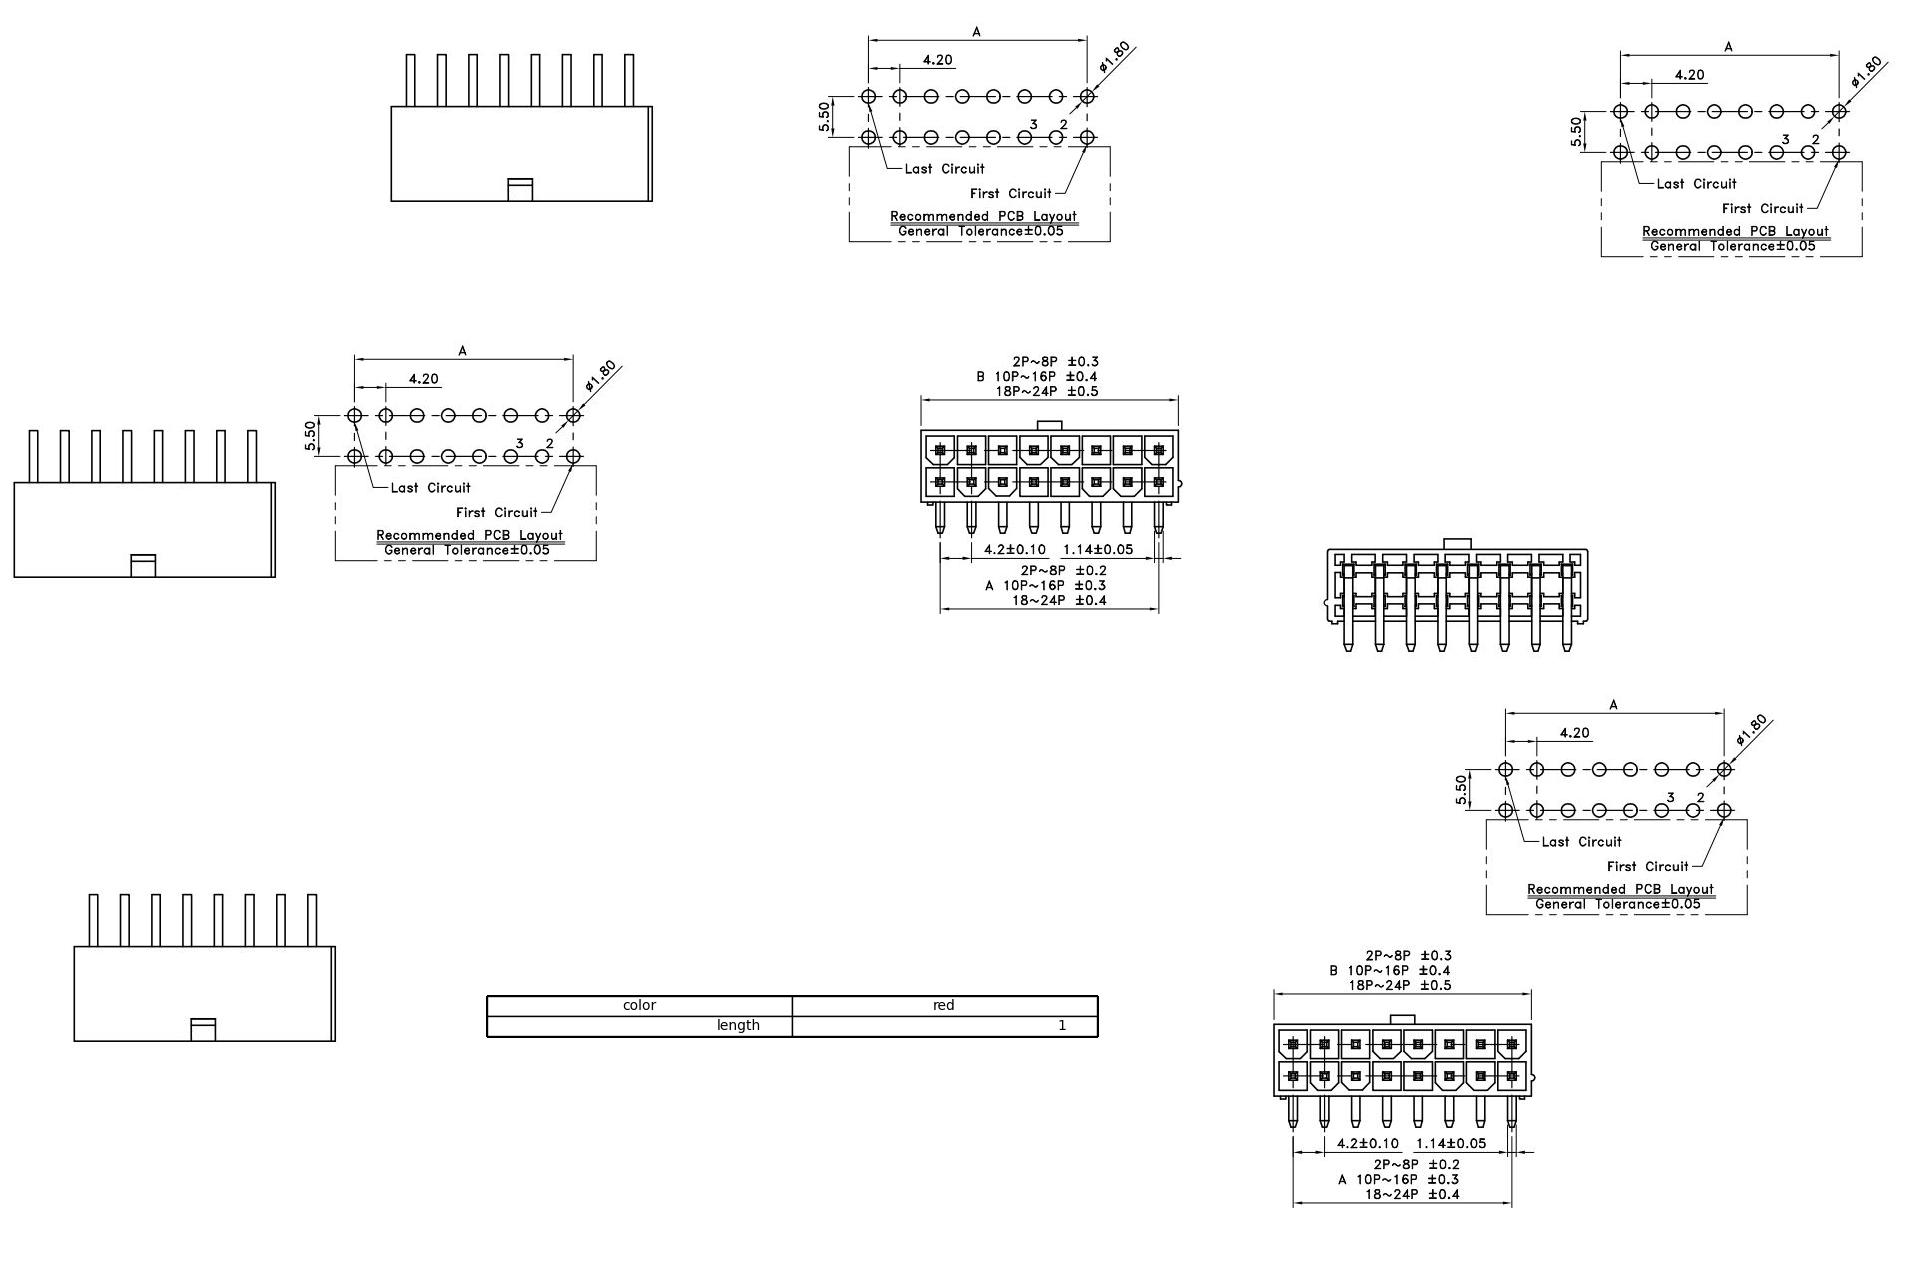 A
4.20
ø1.80
5.50
3 2
Last Circuit
First Circuit
Recommended PCB Layout
General Tolerance±0.05
A
4.20
ø1.80
5.50
3 2
Last Circuit
First Circuit
Recommended PCB Layout
General Tolerance±0.05
A
4.20
ø1.80
5.50
3 2
Last Circuit
First Circuit
Recommended PCB Layout
General Tolerance±0.05
2P~8P ±0.3
B 10P~16P ±0.4
18P~24P ±0.5
4.2±0.10 1.14±0.05
2P~8P ±0.2
A 10P~16P ±0.3
18~24P ±0.4
A
4.20
ø1.80
5.50
3 2
Last Circuit
First Circuit
Recommended PCB Layout
General Tolerance±0.05
color red
length 1
2P~8P ±0.3
B 10P~16P ±0.4
18P~24P ±0.5
4.2±0.10 1.14±0.05
2P~8P ±0.2
A 10P~16P ±0.3
18~24P ±0.4